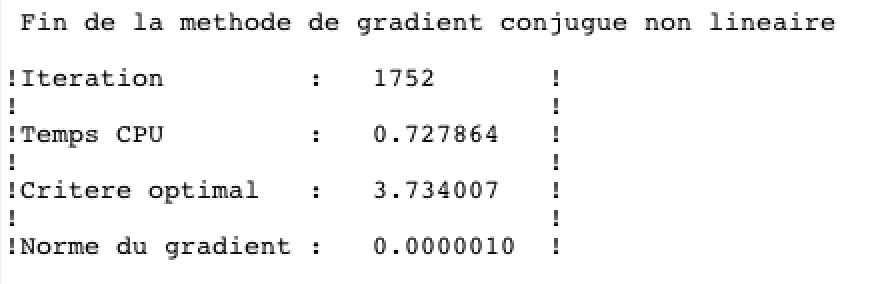 Fin de la methode de gradient conjugue non lineaire
!Iteration : 1752 !
! !
!Temps CPU : 0.727864 !
! !
!Critere optimal : 3.734007 !
! !
!Norme du gradient : 0.0000010 !